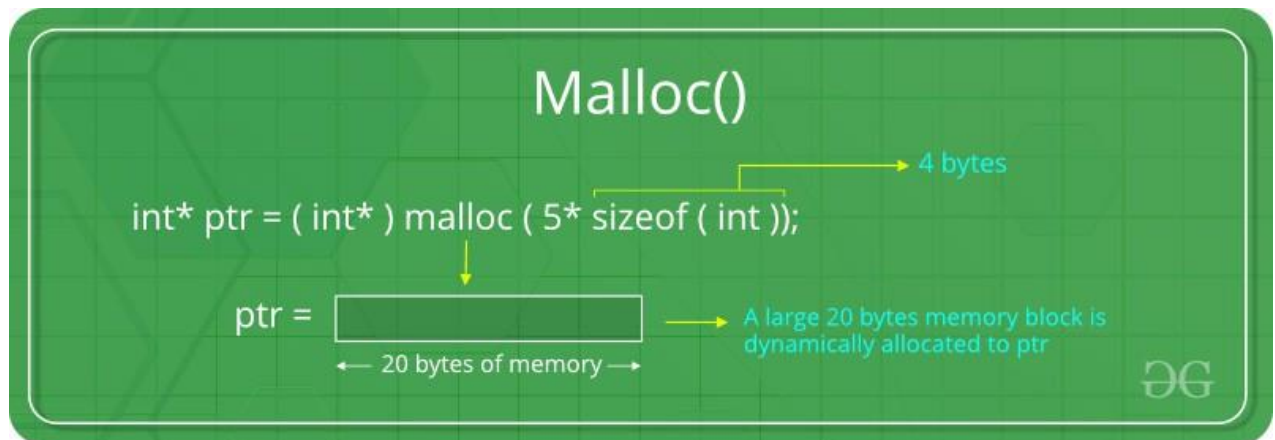 Malloc()
4 bytes
int* ptr = ( int* ) malloc ( 5* sizeof ( int ));
ptr =
A large 20 bytes memory block is
dynamically allocated to ptr
20 bytes of memory